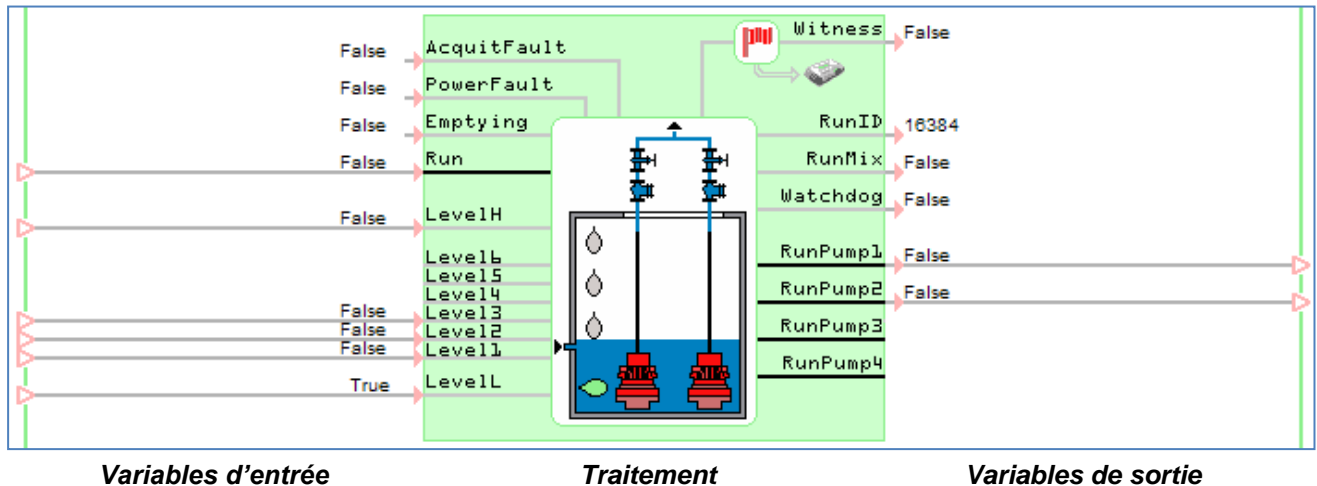 False AcquitFault Witness False
False PowerFault
False Emptying RunID 16384
False Run RunMix False
Watchdog False
False LevelH
Level6 RunPump1 False
Level5
Level4 RunPump2 False
False Level3
False Level2 RunPump3
False Level1
RunPump4
True LevelL
Variables d'entrée Traitement Variables de sortie